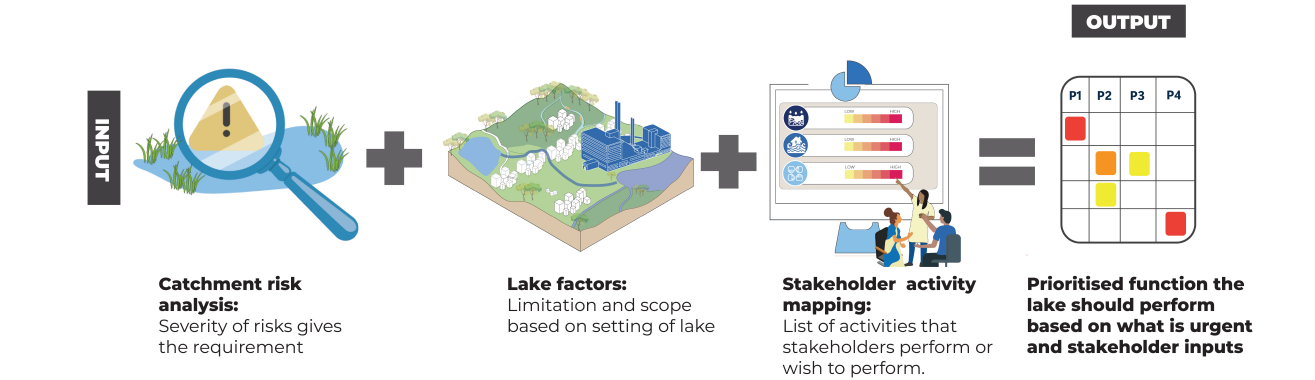 OUTPUT
INPUT
LOW HIGH
LOW HIGH
LOW HIGH
P1 P2 P3 P4
Catchment risk
analysis:
Severity of risks gives
the requirement
Lake factors:
Limitation and scope
based on setting of lake
Stakeholder activity
mapping:
List of activities that
stakeholders perform or
wish to perform.
Prioritised function the
lake should perform
based on what is urgent
and stakeholder inputs